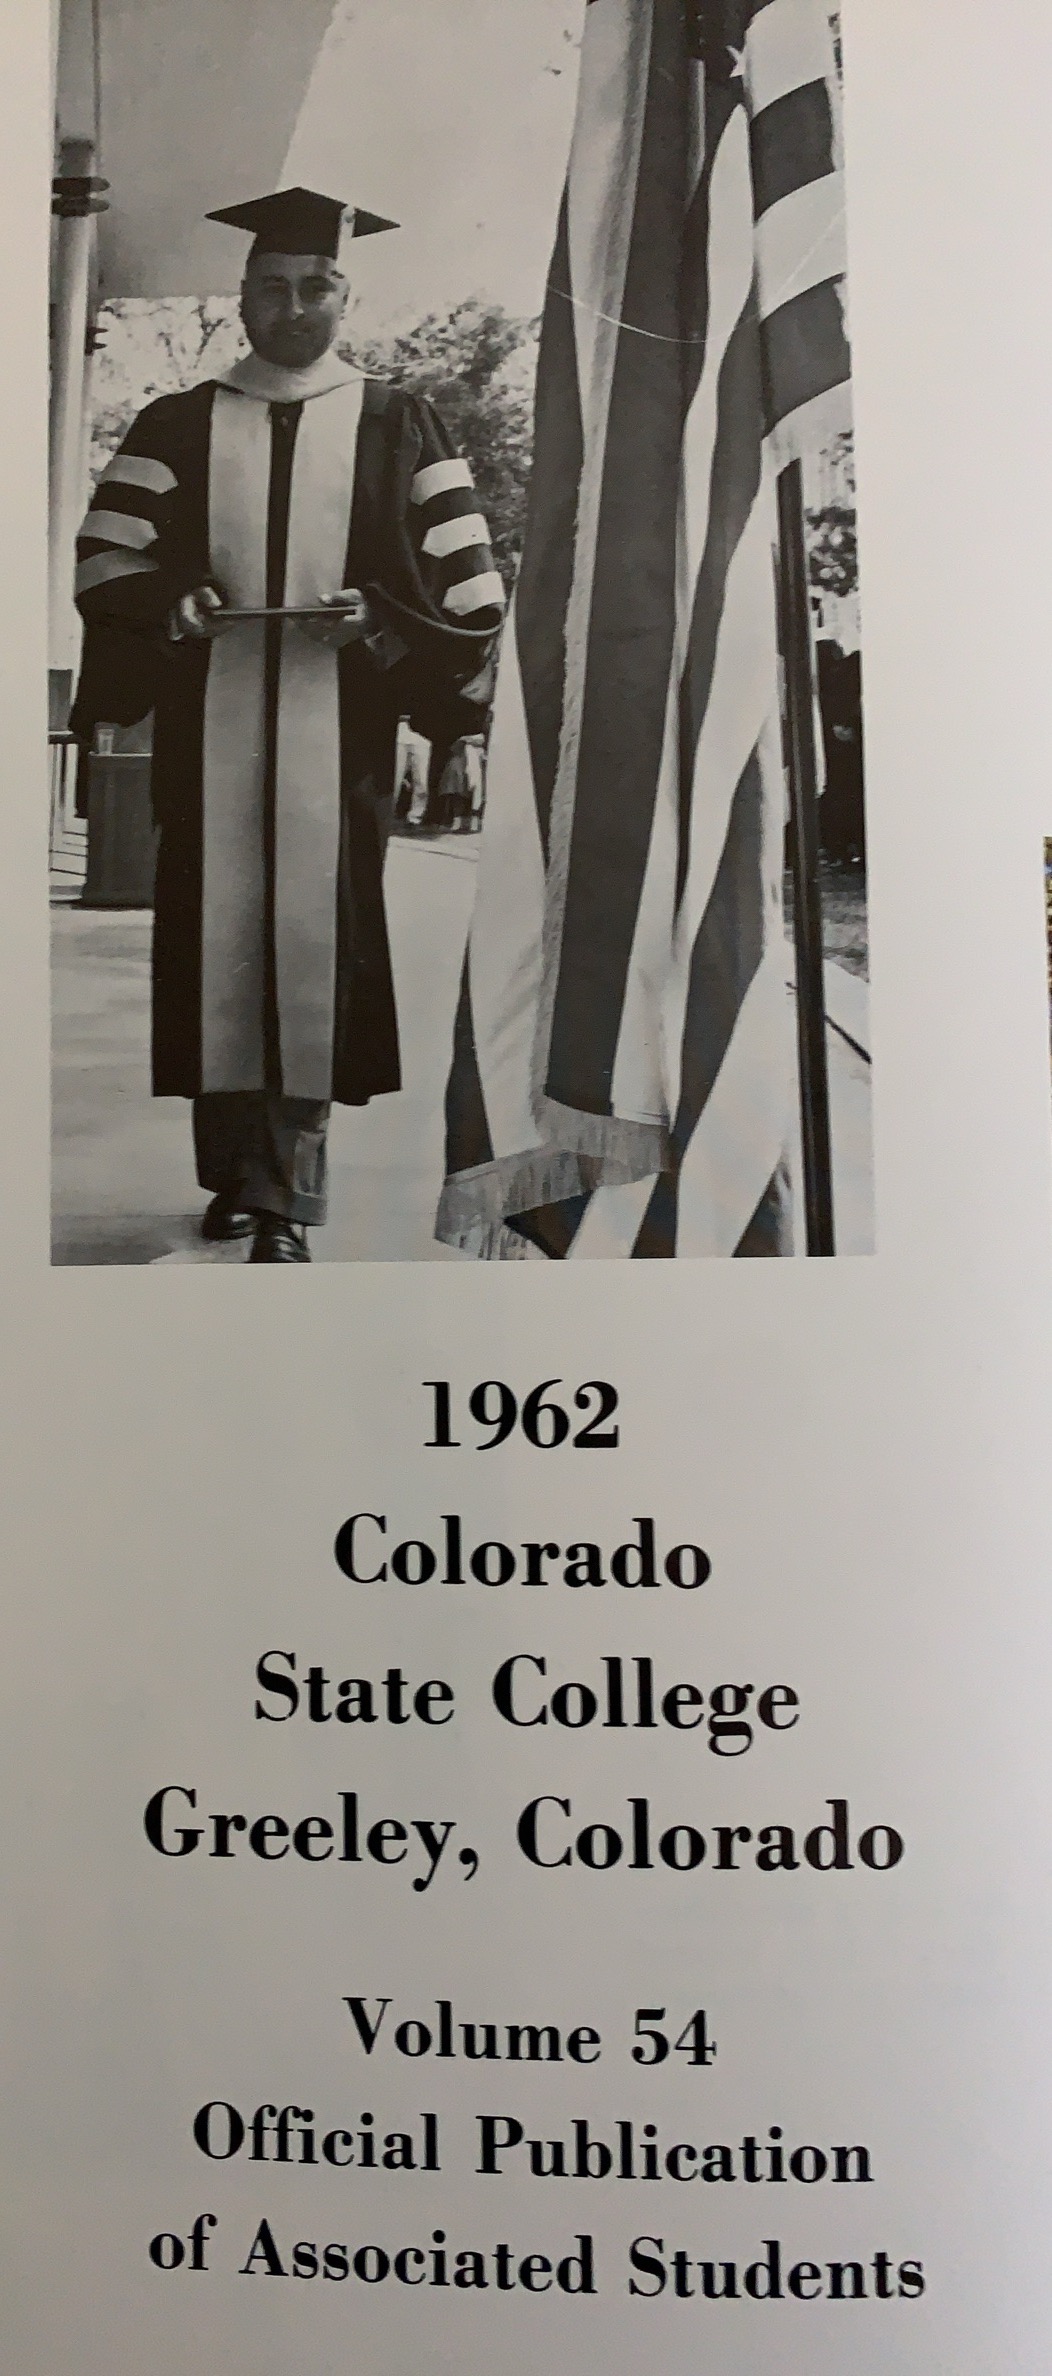 1962
Colorado
State College
Greeley, Colorado
Volume 54
Official Publication
of Associated Students